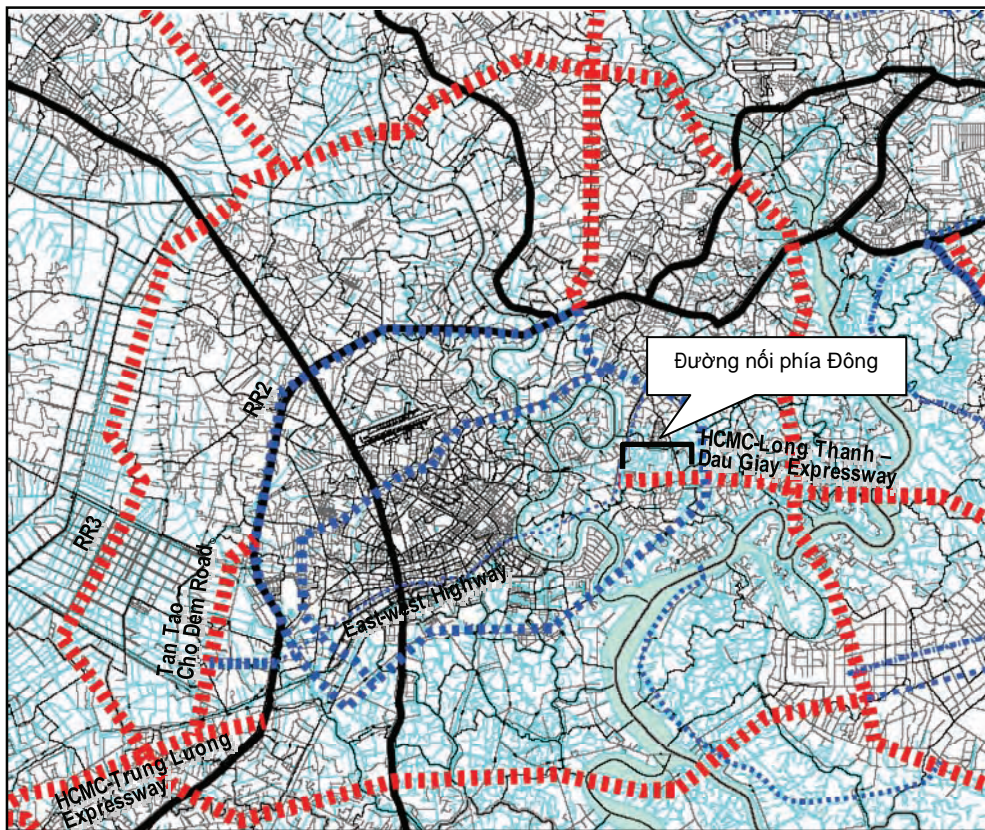 Đường nối phía Đông
RR2
HCMC-Long Thanh –
Dau Giay Expressway
RR3
Tan Tao –
Cho Dem Road
East-west Highway
HCMC-Trung Luong
Expressway